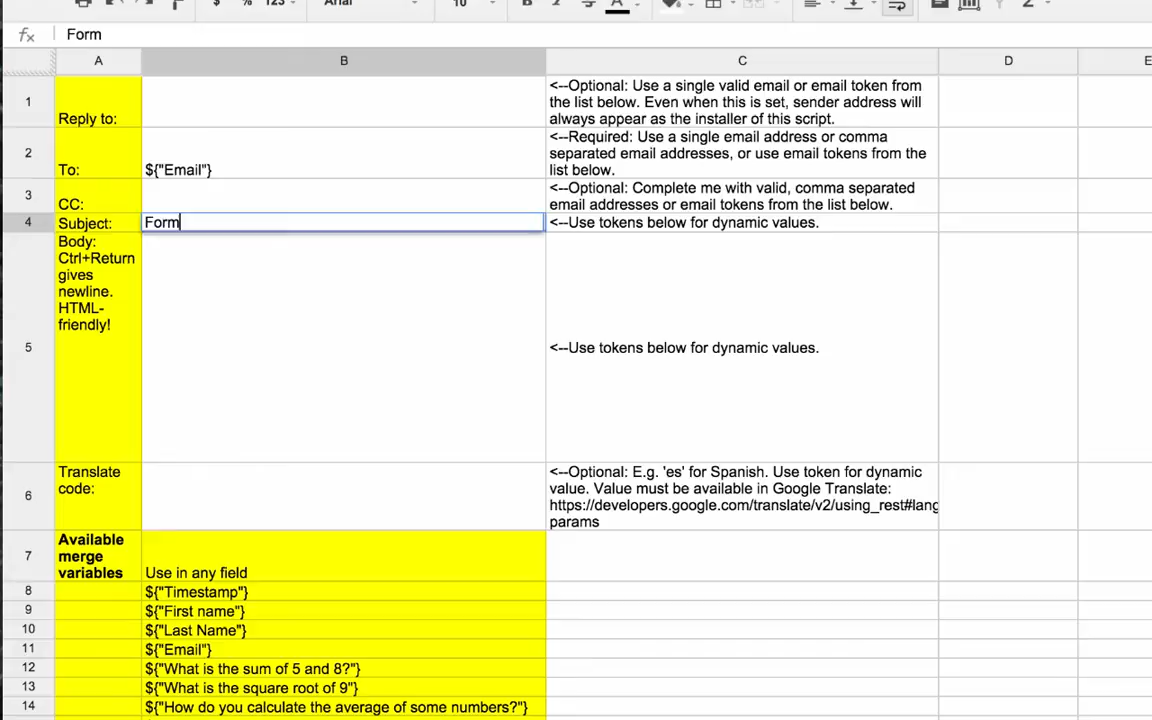 $ % 123 Arial 10 B I S A
fx Form
A B C D E
1 Reply to: <--Optional: Use a single valid email or email token from
the list below. Even when this is set, sender address will
always appear as the installer of this script.
2 To: ${"Email"} <--Required: Use a single email address or comma
separated email addresses, or use email tokens from the
list below.
3 CC: <--Optional: Complete me with valid, comma separated
email addresses or email tokens from the list below.
4 Subject: Form <--Use tokens below for dynamic values.
5 Body:
Ctrl+Return
gives
newline.
HTML-
friendly!
<--Use tokens below for dynamic values.
6 Translate
code:
<--Optional: E.g. 'es' for Spanish. Use token for dynamic
value. Value must be available in Google Translate:
https://developers.google.com/translate/v2/using_rest#lang
params
7 Available
merge
variables Use in any field
8 ${"Timestamp"}
9 ${"First name"}
10 ${"Last Name"}
11 ${"Email"}
12 ${"What is the sum of 5 and 8?"}
13 ${"What is the square root of 9"}
14 ${"How do you calculate the average of some numbers?"}